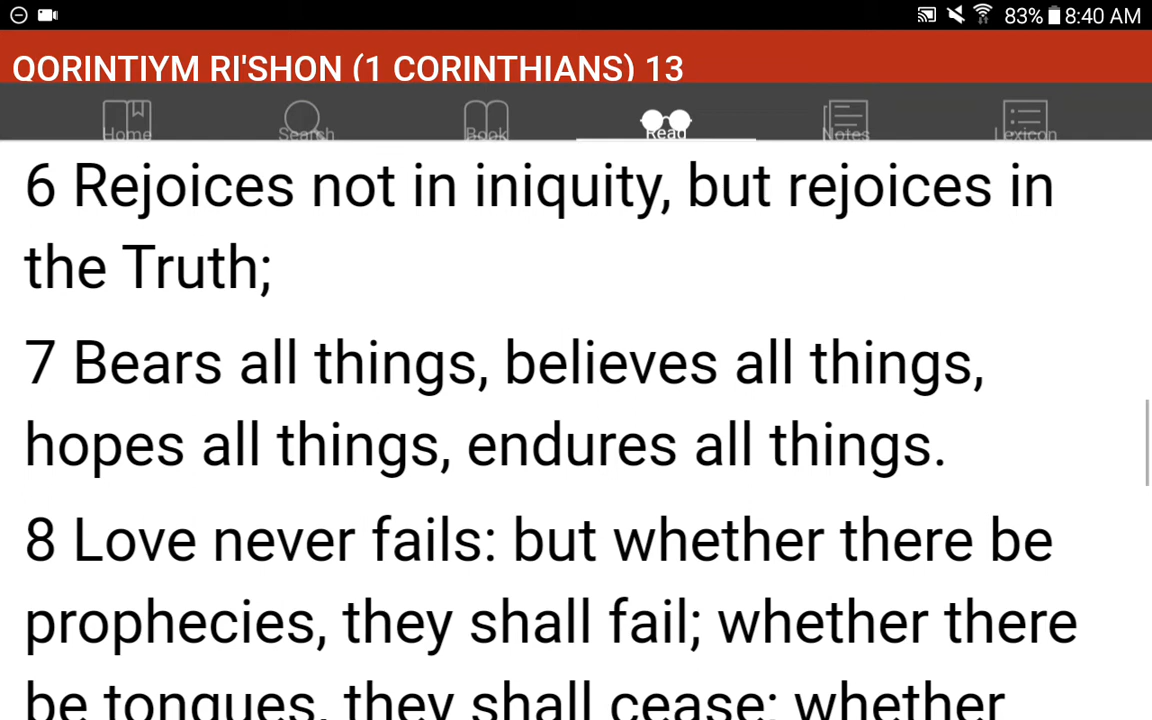 83% 8:40 AM
QORINTIYM RI'SHON (1 CORINTHIANS) 13
Home Search Book Read Notes Lexicon
6 Rejoices not in iniquity, but rejoices in
the Truth;
7 Bears all things, believes all things,
hopes all things, endures all things.
8 Love never fails: but whether there be
prophecies, they shall fail; whether there
be tongues, they shall cease; whether